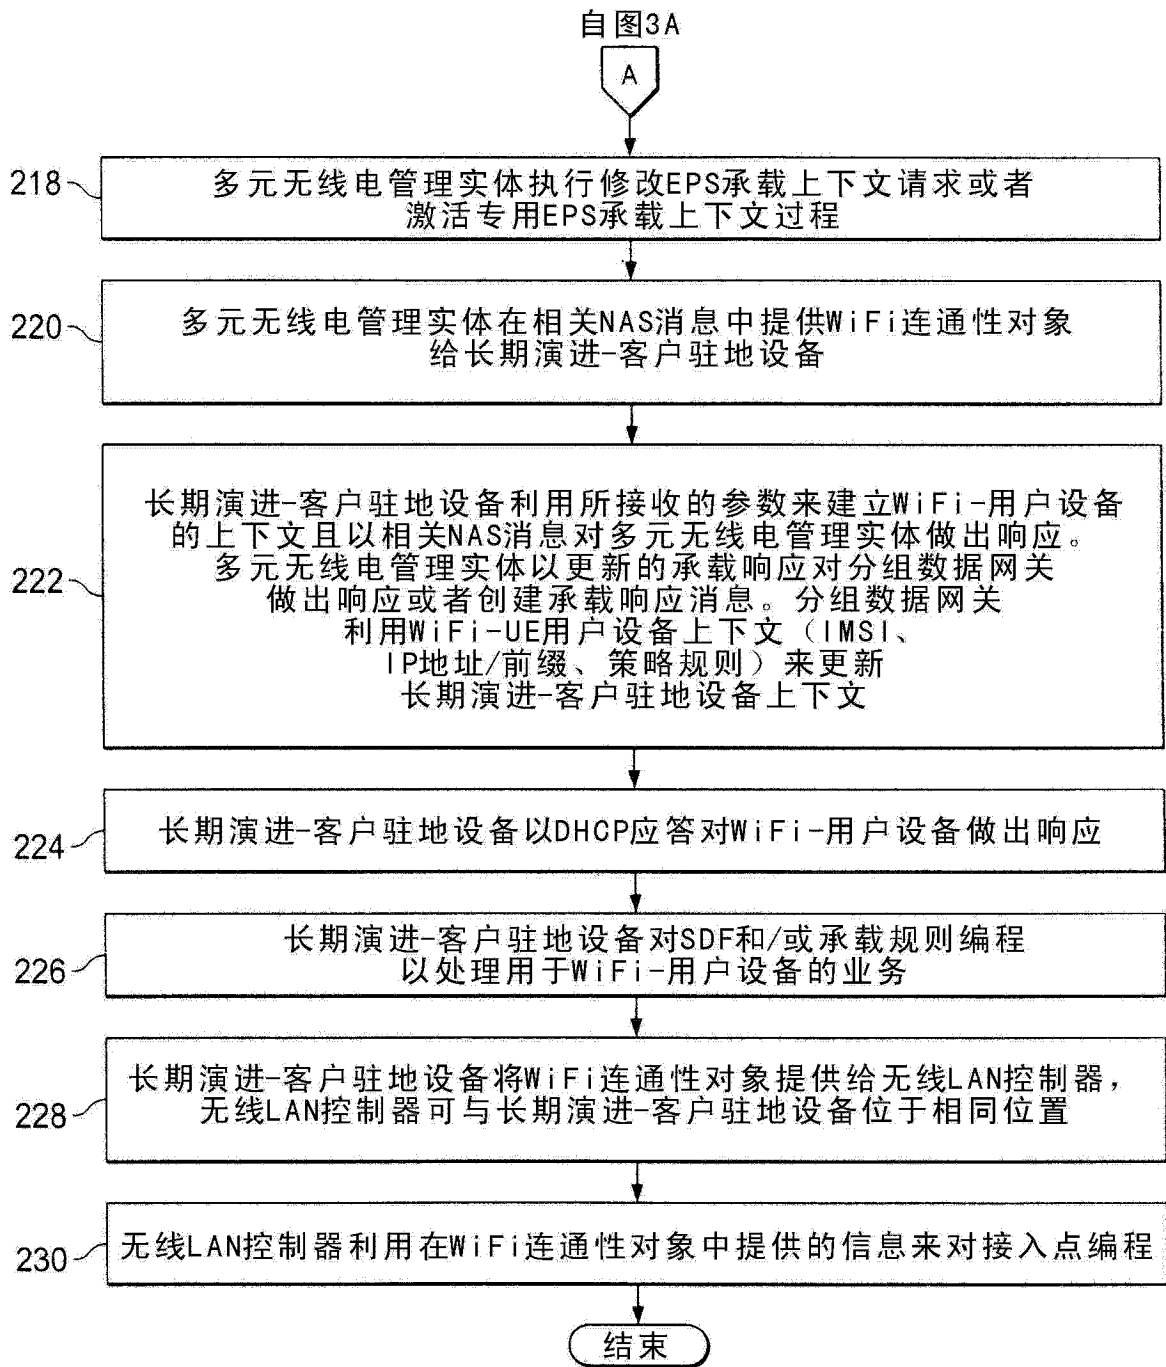 自图3A
A
218
多元无线电管理实体执行修改EPS承载上下文请求或者
激活专用EPS承载上下文过程
220
多元无线电管理实体在相关NAS消息中提供WiFi连通性对象
给长期演进-客户驻地设备
222
长期演进-客户驻地设备利用所接收的参数来建立WiFi-用户设备
的上下文且以相关NAS消息对多元无线电管理实体做出响应。
多元无线电管理实体以更新的承载响应对分组数据网关
做出响应或者创建承载响应消息。分组数据网关
利用WiFi-UE用户设备上下文（IMSI、
IP地址/前缀、策略规则）来更新
长期演进-客户驻地设备上下文
224
长期演进-客户驻地设备以DHCP应答对WiFi-用户设备做出响应
226
长期演进-客户驻地设备对SDF和/或承载规则编程
以处理用于WiFi-用户设备的业务
228
长期演进-客户驻地设备将WiFi连通性对象提供给无线LAN控制器，
无线LAN控制器可与长期演进-客户驻地设备位于相同位置
230
无线LAN控制器利用在WiFi连通性对象中提供的信息来对接入点编程
结束